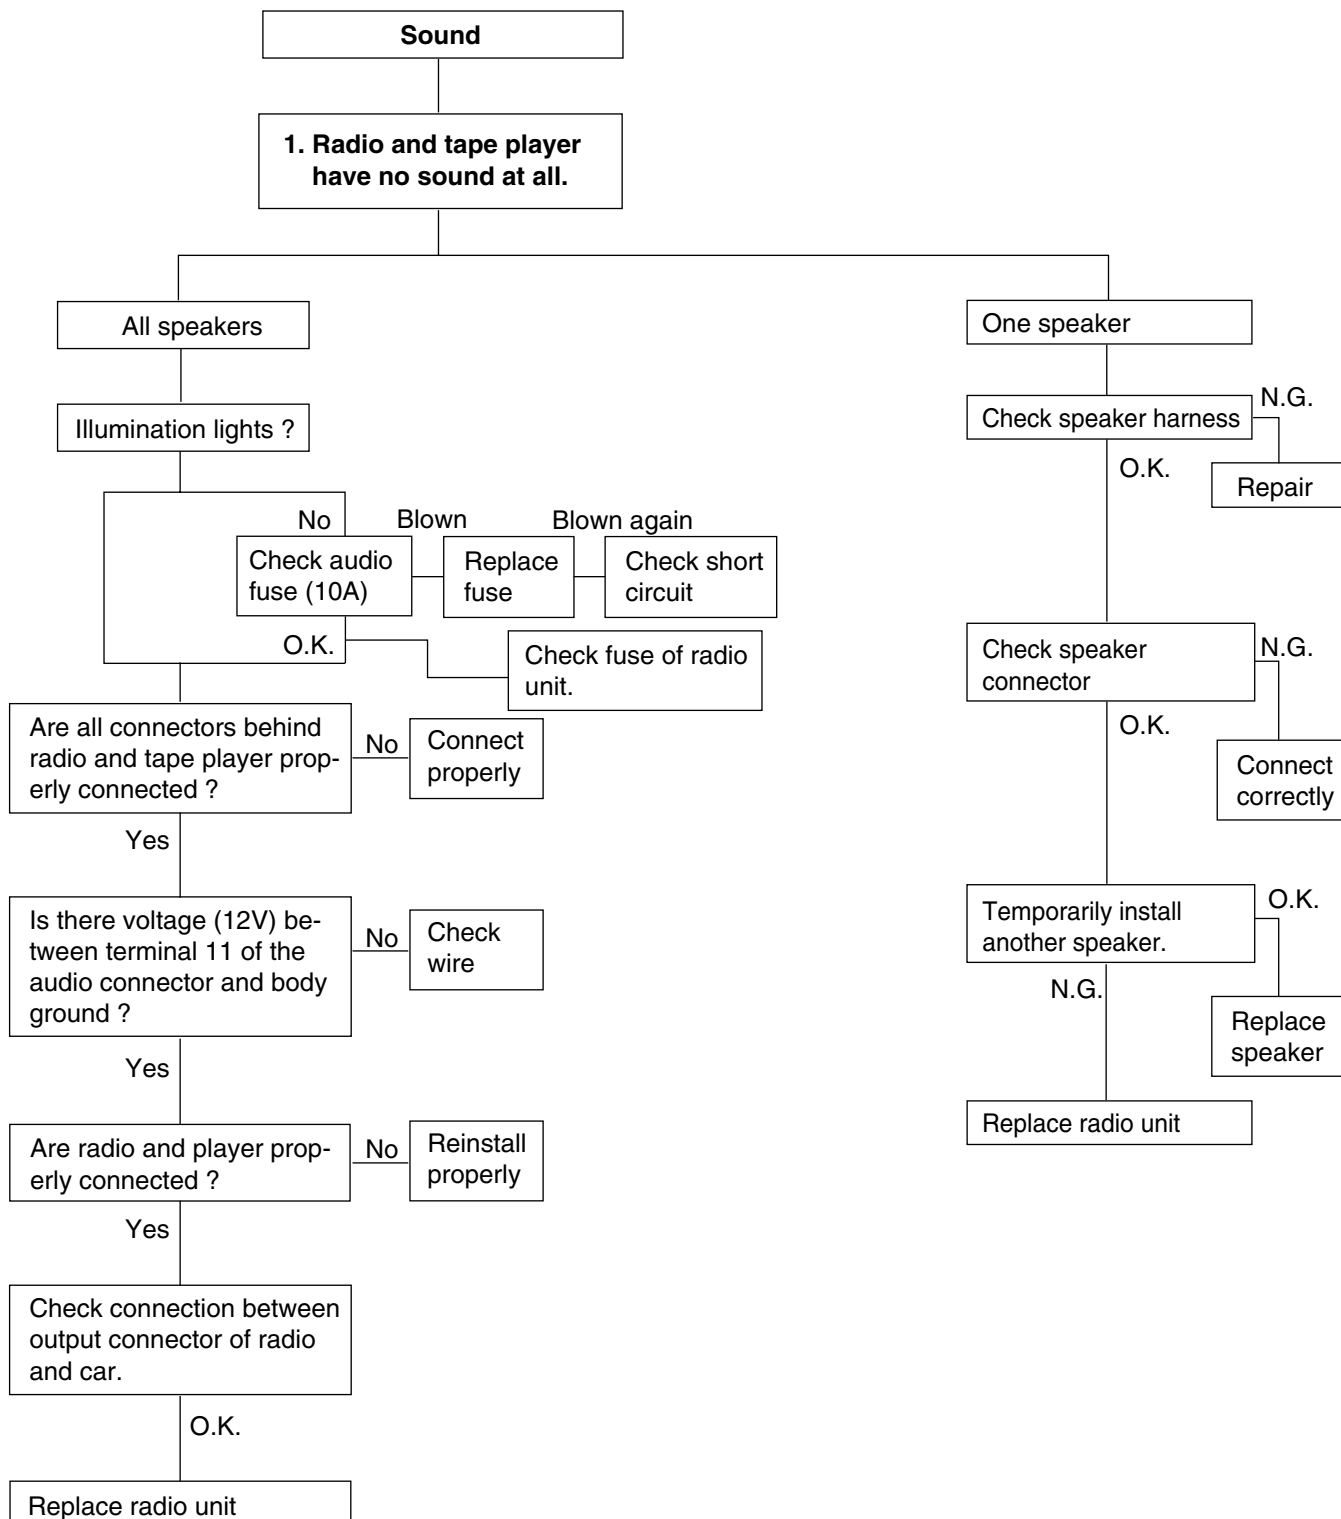 Sound
1. Radio and tape player
have no sound at all.
All speakers
Illumination lights ?
No
Blown
Blown again
Check audio
fuse (10A)
Replace
fuse
Check short
circuit
O.K.
Check fuse of radio
unit.
Are all connectors behind
radio and tape player prop-
erly connected ?
No
Connect
properly
Yes
Is there voltage (12V) be-
tween terminal 11 of the
audio connector and body
ground ?
No
Check
wire
Yes
Are radio and player prop-
erly connected ?
No
Reinstall
properly
Yes
Check connection between
output connector of radio
and car.
O.K.
Replace radio unit
One speaker
Check speaker harness
N.G.
Repair
O.K.
Check speaker
connector
N.G.
Connect
correctly
O.K.
Temporarily install
another speaker.
O.K.
Replace
speaker
N.G.
Replace radio unit